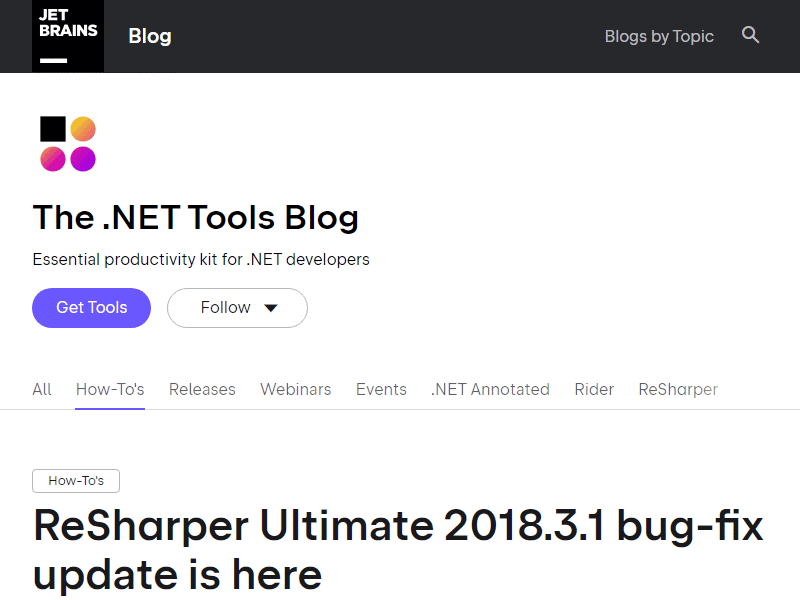 JET
BRAINS
Blog
Blogs by Topic
The .NET Tools Blog
Essential productivity kit for .NET developers
Get Tools
Follow
All How-To's Releases Webinars Events .NET Annotated Rider ReSharper
How-To's
ReSharper Ultimate 2018.3.1 bug-fix
update is here